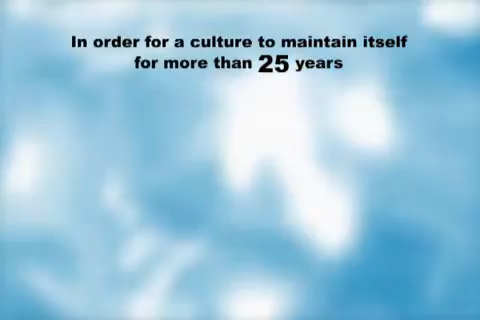 In order for a culture to maintain itself
for more than 25 years